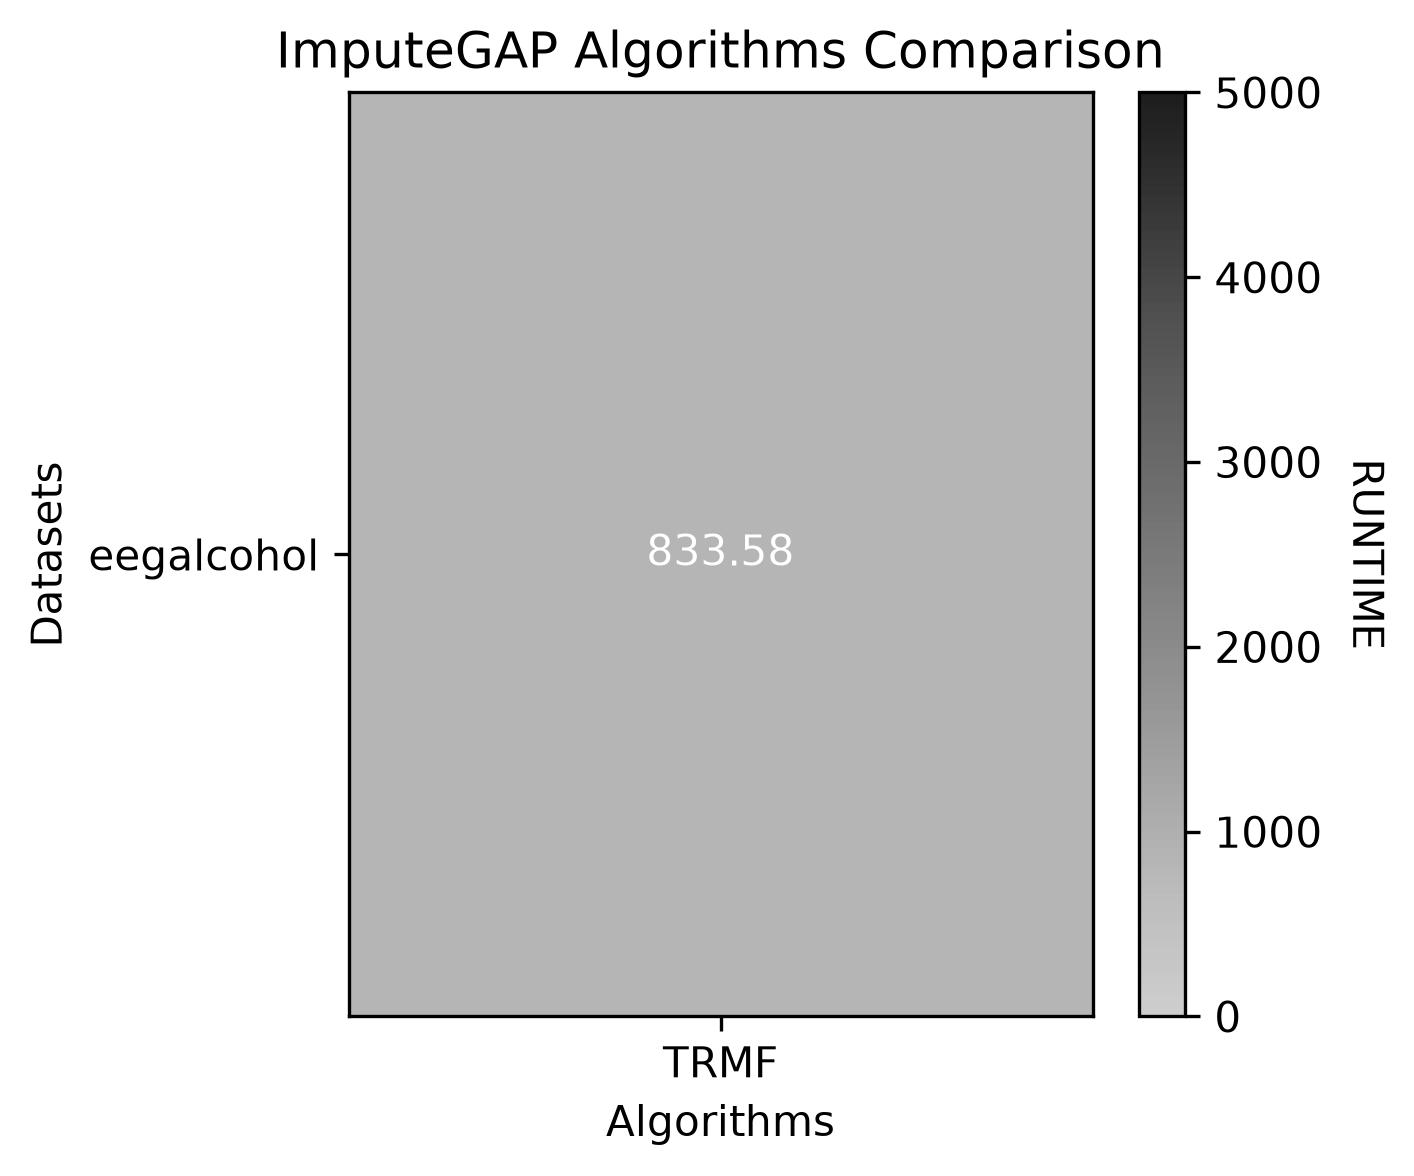 ImputeGAP Algorithms Comparison
5000
4000
3000
2000
1000
0
RUNTIME
Datasets
eegalcohol
833.58
TRMF
Algorithms